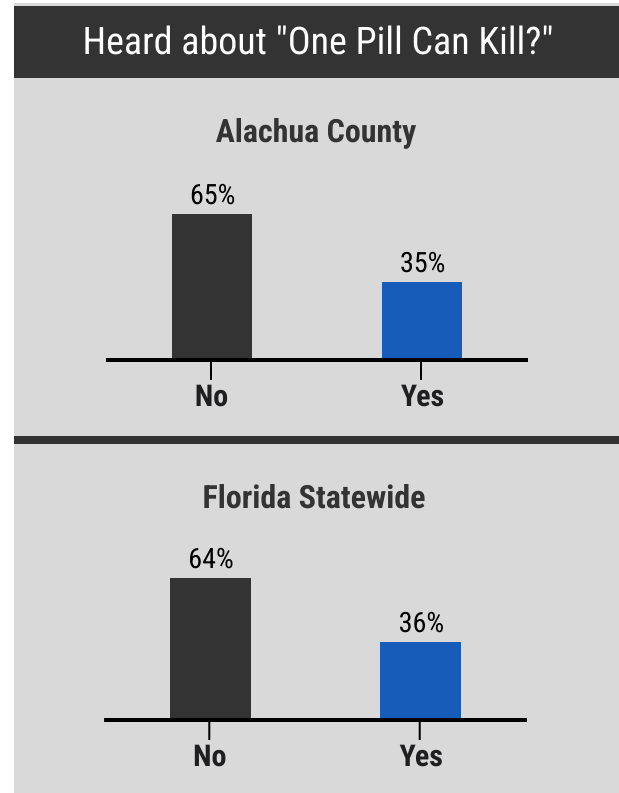 Heard about "One Pill Can Kill?"
Alachua County
65%
35%
No
Yes
Florida Statewide
64%
36%
No
Yes